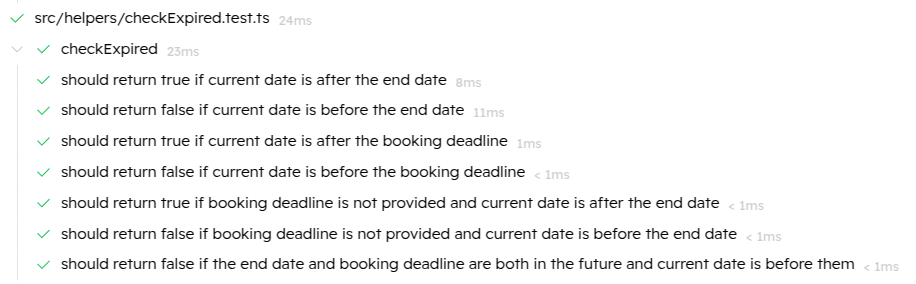 src/helpers/checkExpired.test.ts 24ms
checkExpired 23ms
should return true if current date is after the end date 8ms
should return false if current date is before the end date 11ms
should return true if current date is after the booking deadline 1ms
should return false if current date is before the booking deadline < 1ms
should return true if booking deadline is not provided and current date is after the end date < 1ms
should return false if booking deadline is not provided and current date is before the end date < 1ms
should return false if the end date and booking deadline are both in the future and current date is before them < 1ms